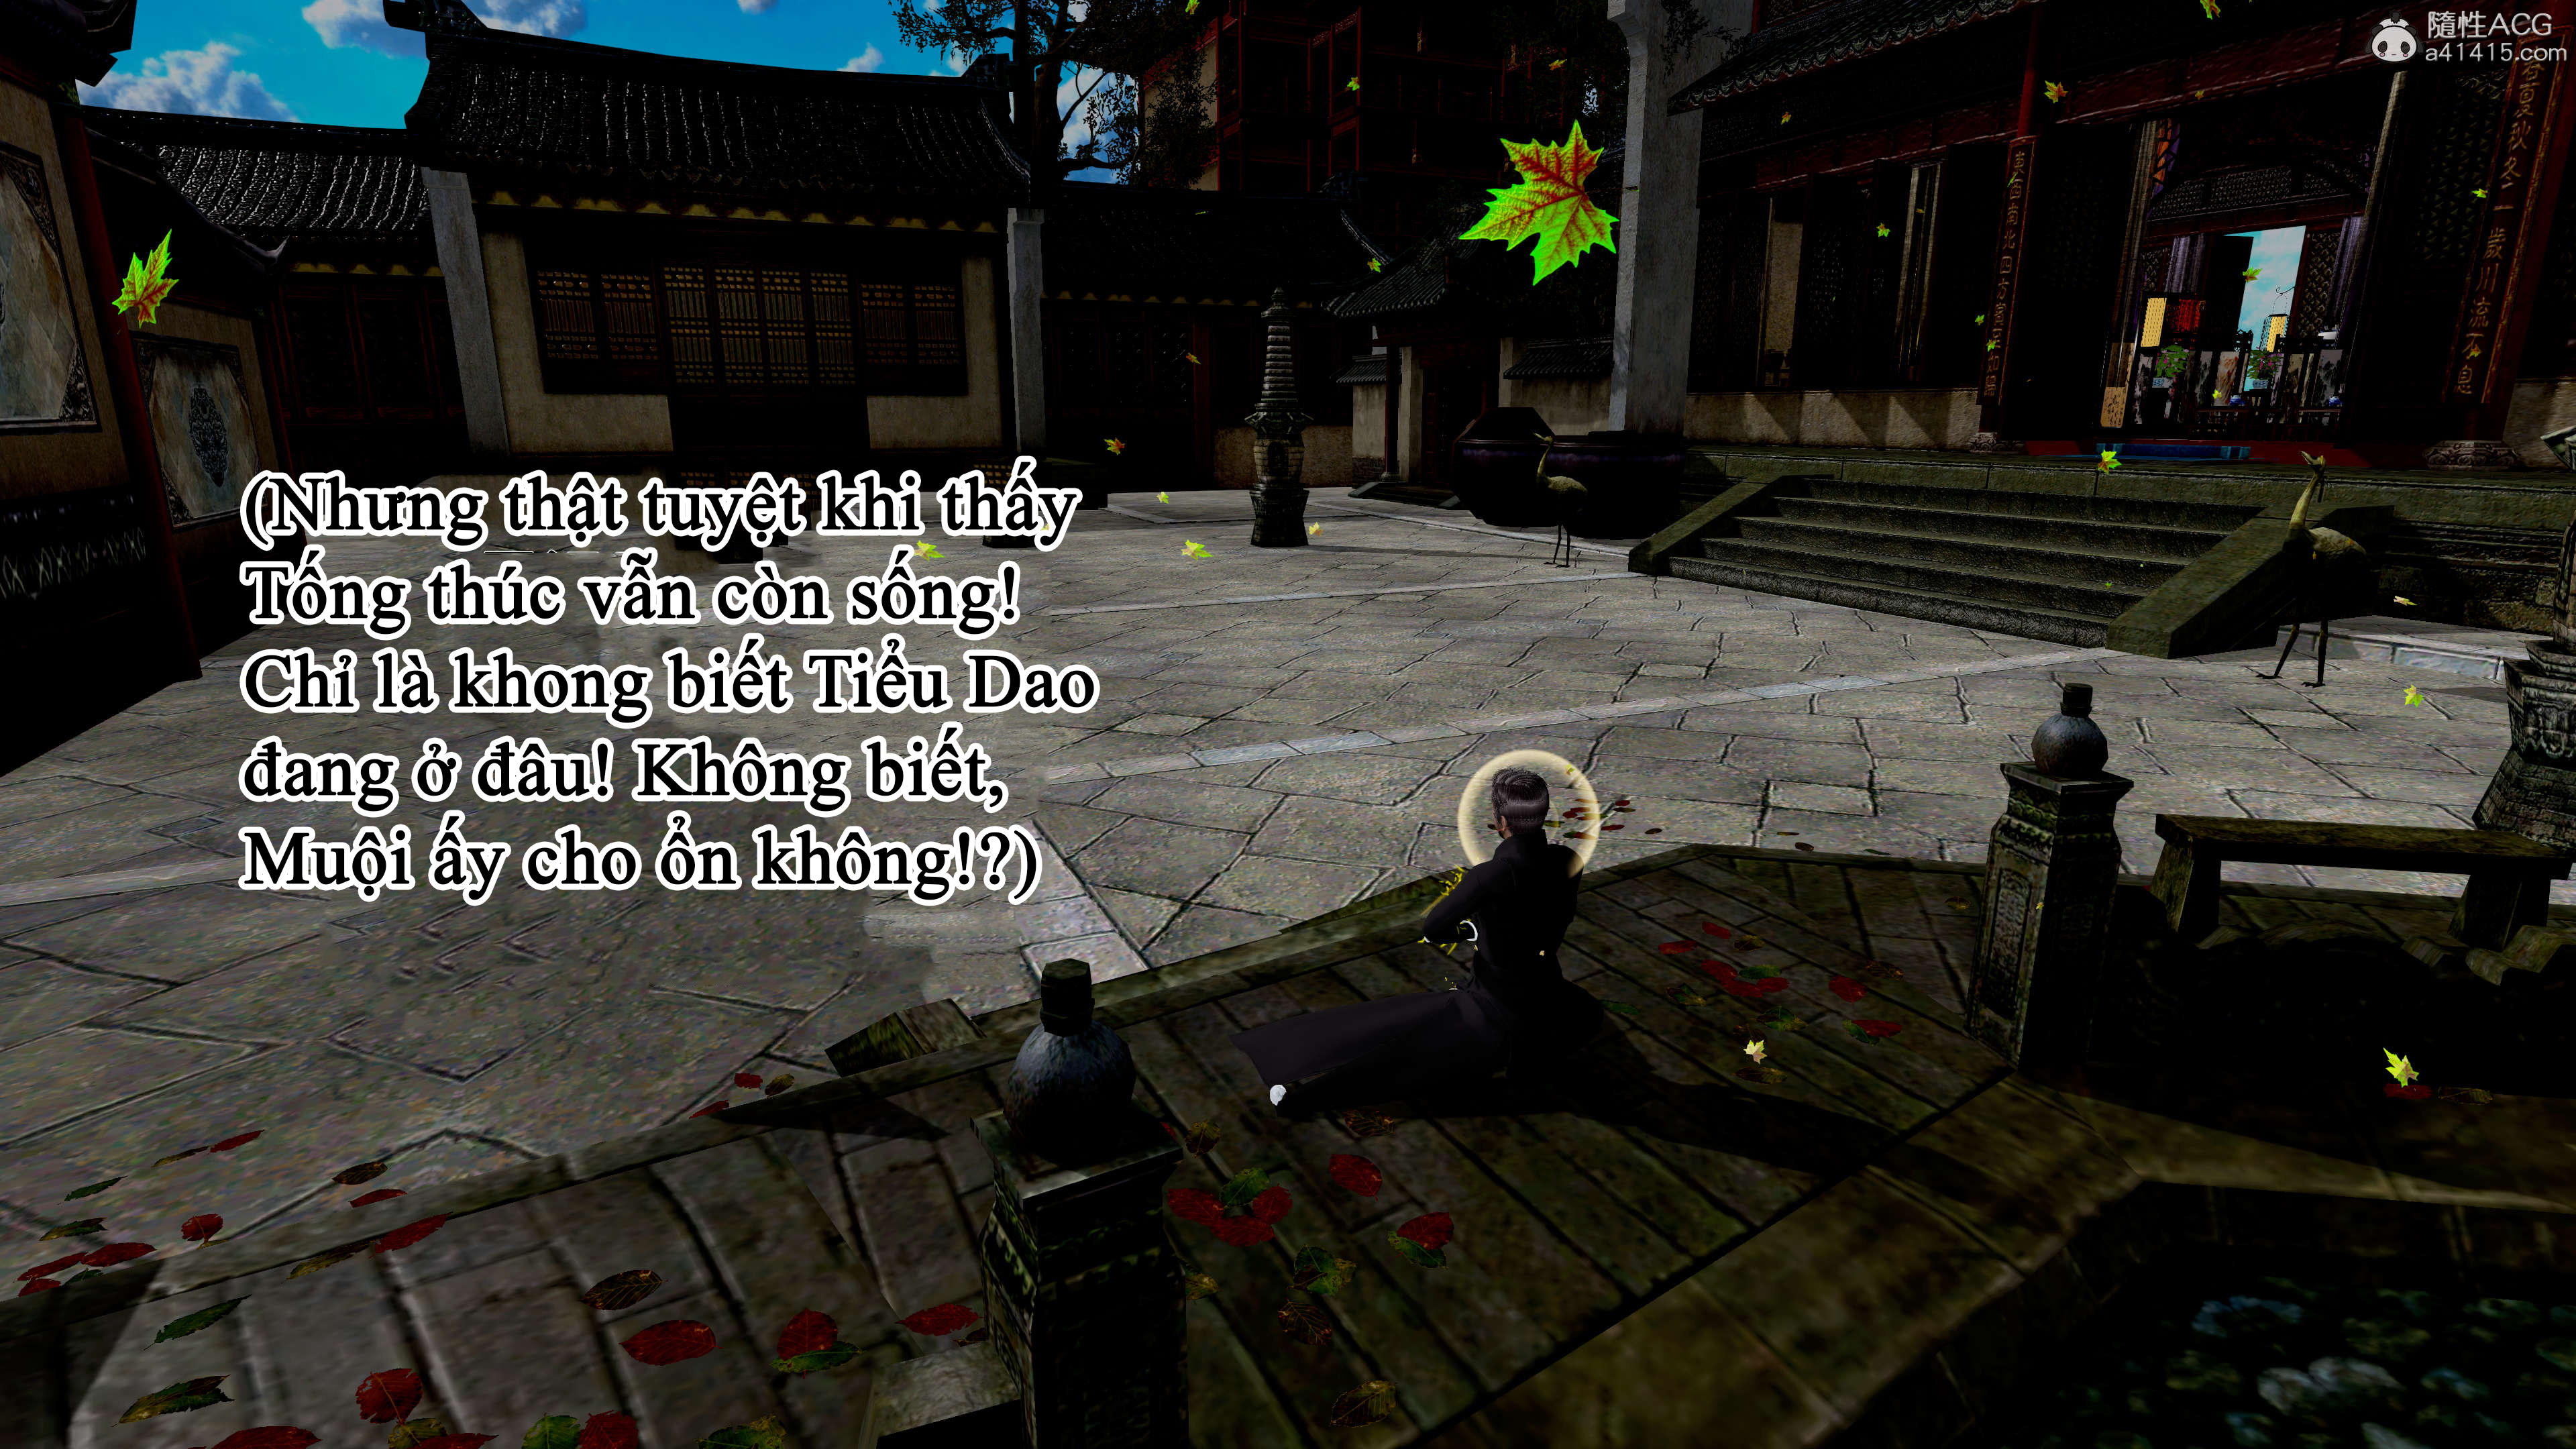 隨性ACG
a41415.com
(Nhưng thật tuyệt khi thấy
Tống thúc vẫn còn sống!
Chỉ là khong biết Tiểu Dao
đang ở đâu! Không biết,
Muội ấy cho ổn không!?)